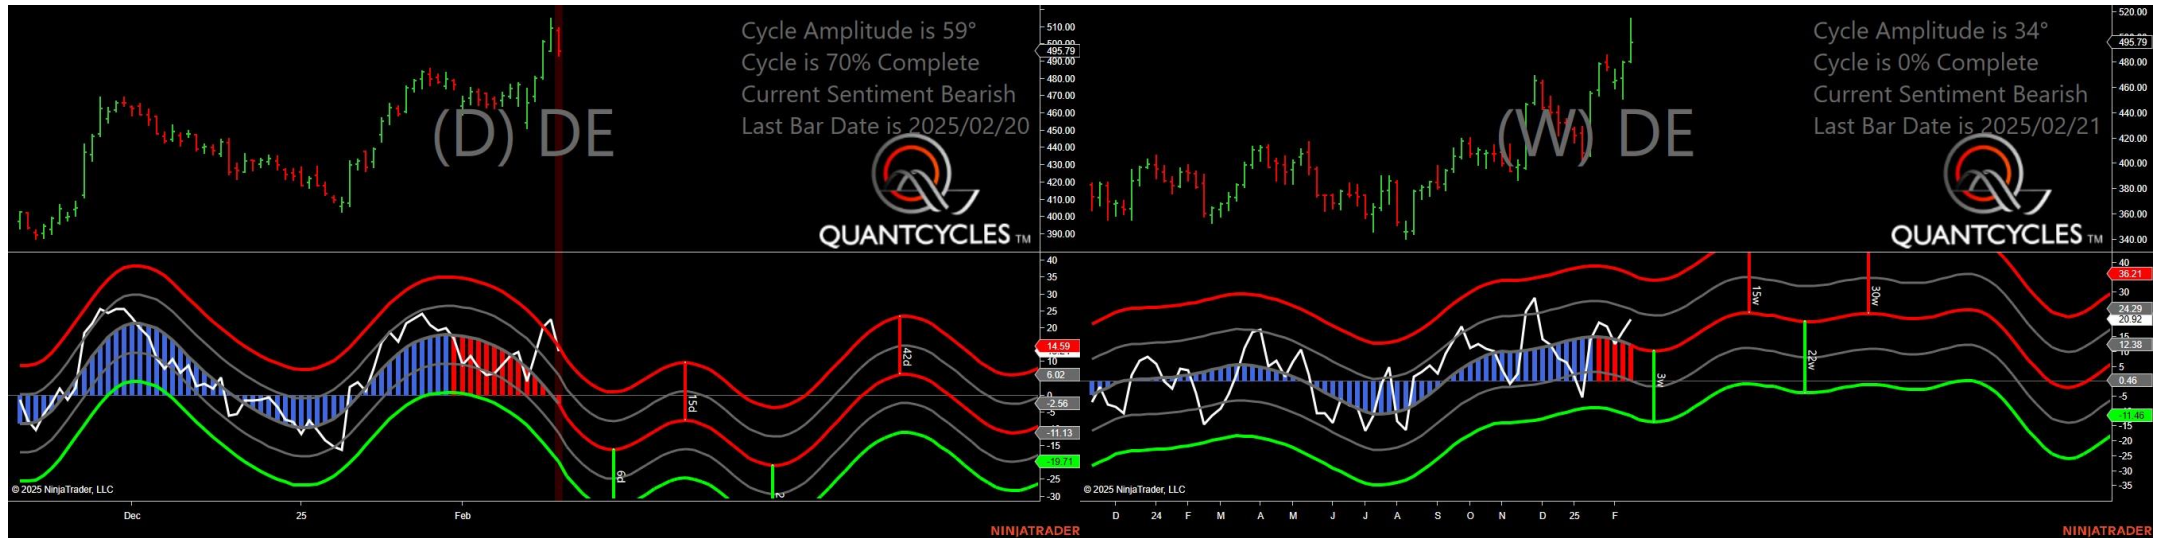 Cycle Amplitude is 59°
Cycle is 70% Complete
Current Sentiment Bearish
Last Bar Date is 2025/02/20
(D) DE
QUANTCYCLES TM
510.00
495.79
490.00
480.00
470.00
460.00
450.00
440.00
430.00
420.00
410.00
400.00
390.00
40
35
30
25
20
14.59
10
6.02
0
-2.56
-5
-11.13
-15
-19.71
-25
-30
15d
42d
6d
2
© 2025 NinjaTrader, LLC
Dec
25
Feb
NINJATRADER
Cycle Amplitude is 34°
Cycle is 0% Complete
Current Sentiment Bearish
Last Bar Date is 2025/02/21
(W) DE
QUANTCYCLES TM
520.00
495.79
480.00
460.00
440.00
420.00
400.00
380.00
360.00
340.00
40
36.21
30
24.29
20.92
15
12.38
5
0.46
-5
-11.46
-15
-20
-25
-30
-35
15w
30w
3w
22w
© 2025 NinjaTrader, LLC
D
24
F
M
A
M
J
J
A
S
O
N
D
25
F
NINJATRADER